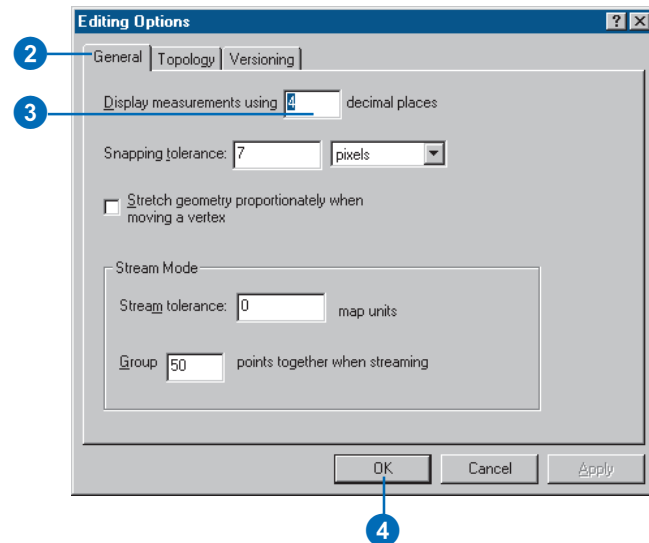 Editing Options
2
General Topology Versioning
3
Display measurements using 4 decimal places
Snapping tolerance: 7 pixels
Stretch geometry proportionately when
moving a vertex
Stream Mode
Stream tolerance: 0 map units
Group 50 points together when streaming
OK Cancel Apply
4